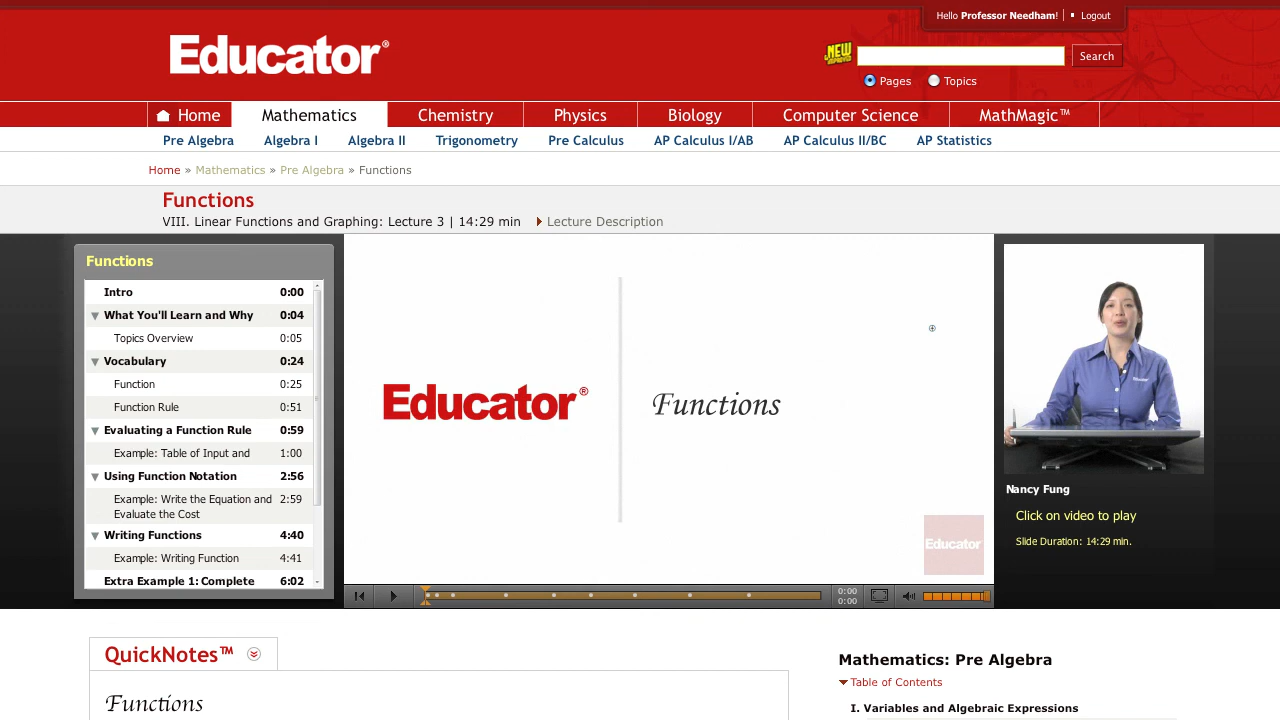 Hello Professor Needham! Logout
Educator®
NEW
Search
Pages Topics
Home Mathematics Chemistry Physics Biology Computer Science MathMagic™
Pre Algebra Algebra I Algebra II Trigonometry Pre Calculus AP Calculus I/AB AP Calculus II/BC AP Statistics
Home » Mathematics » Pre Algebra » Functions
Functions
VIII. Linear Functions and Graphing: Lecture 3 | 14:29 min Lecture Description
Functions
Intro 0:00
What You'll Learn and Why 0:04
Topics Overview 0:05
Vocabulary 0:24
Function 0:25
Function Rule 0:51
Evaluating a Function Rule 0:59
Example: Table of Input and 1:00
Using Function Notation 2:56
Example: Write the Equation and 2:59
Evaluate the Cost
Writing Functions 4:40
Example: Writing Function 4:41
Extra Example 1: Complete 6:02
Educator®
Functions
Educator
0:00
0:00
Nancy Fung
Click on video to play
Slide Duration: 14:29 min.
QuickNotes™
Functions
Mathematics: Pre Algebra
Table of Contents
I. Variables and Algebraic Expressions